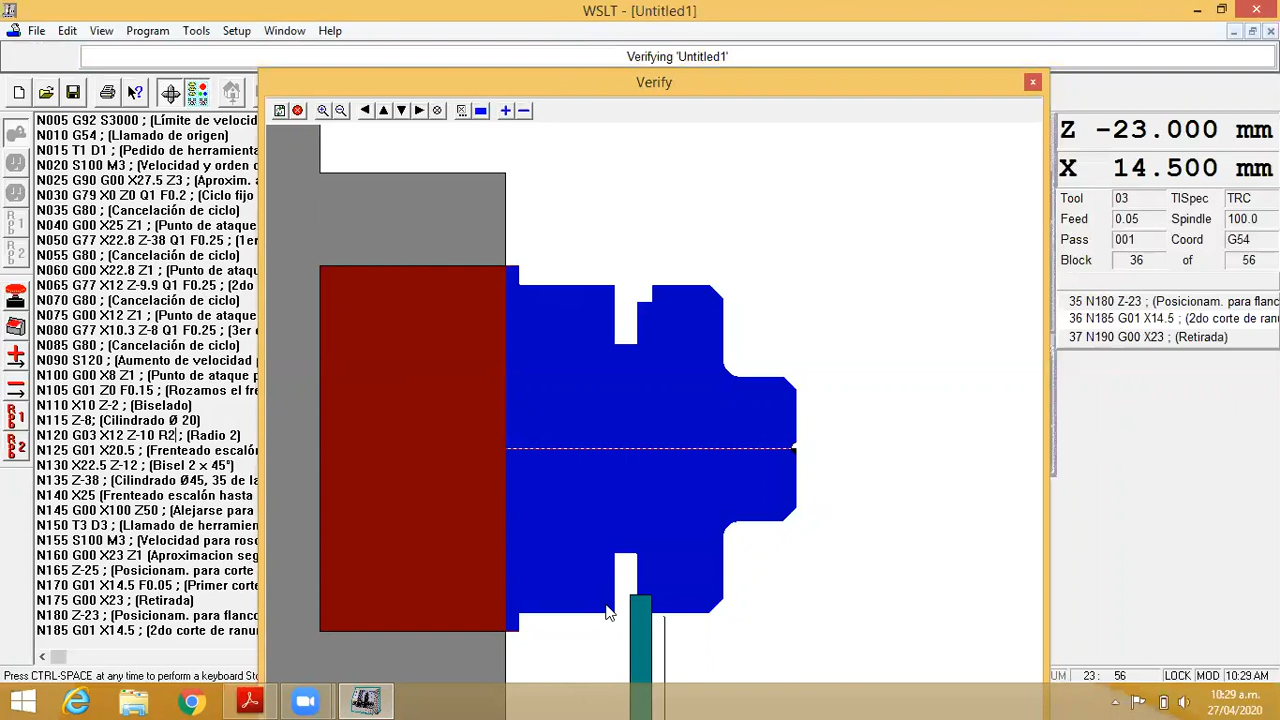 WSLT - [Untitled1]
File Edit View Program Tools Setup Window Help
Verifying 'Untitled1'
Verify
N005 G92 S3000 ; (Límite de velocid
N010 G54 ; (Llamado de origen)
N015 T1 D1 ; (Pedido de herramienta
N020 S100 M3 ; (Velocidad y orden c
N025 G90 G00 X27.5 Z3 ; (Aproxim. a
N030 G79 X0 Z0 Q1 F0.2 ; (Ciclo fijo
N035 G80 ; (Cancelación de ciclo)
N040 G00 X25 Z1 ; (Punto de ataque
N050 G77 X22.8 Z-38 Q1 F0.25 ; (1er
N055 G80 ; (Cancelación de ciclo)
N060 G00 X22.8 Z1 ; (Punto de ataqu
N065 G77 X12 Z-9.9 Q1 F0.25 ; (2do
N070 G80 ; (Cancelación de ciclo)
N075 G00 X12 Z1 ; (Punto de ataque
N080 G77 X10.3 Z-8 Q1 F0.25 ; (3er c
N085 G80 ; (Cancelación de ciclo)
N090 S120 ; (Aumento de velocidad p
N100 G00 X8 Z1 ; (Punto de ataque p
N105 G01 Z0 F0.15 ; (Rozamos el fre
N110 X10 Z-2 ; (Biselado)
N115 Z-8; (Cilindrado Ø 20)
N120 G03 X12 Z-10 R2 ; (Radio 2)
N125 G01 X20.5 ; (Frenteado escalón
N130 X22.5 Z-12 ; (Bisel 2 x 45°)
N135 Z-38 ; (Cilindrado Ø45, 35 de la
N140 X25 (Frenteado escalón hasta
N145 G00 X100 Z50 ; (Alejarse para
N150 T3 D3 ; (Llamado de herramien
N155 S100 M3 ; (Velocidad para rosc
N160 G00 X23 Z1 (Aproximacion seg
N165 Z-25 ; (Posicionam. para corte
N170 G01 X14.5 F0.05 ; (Primer corte
N175 G00 X23 ; (Retirada)
N180 Z-23 ; (Posicionam. para flanco
N185 G01 X14.5 ; (2do corte de ranu
Z -23.000 mm
X 14.500 mm
Tool 03 TlSpec TRC
Feed 0.05 Spindle 100.0
Pass 001 Coord G54
Block 36 of 56
35 N180 Z-23 ; (Posicionam. para flanco
36 N185 G01 X14.5 ; (2do corte de ranu
37 N190 G00 X23 ; (Retirada)
Press CTRL-SPACE at any time to perform a keyboard Sto
UM 23: 56 LOCK MOD 10:29 AM
10:29 a.m.
27/04/2020